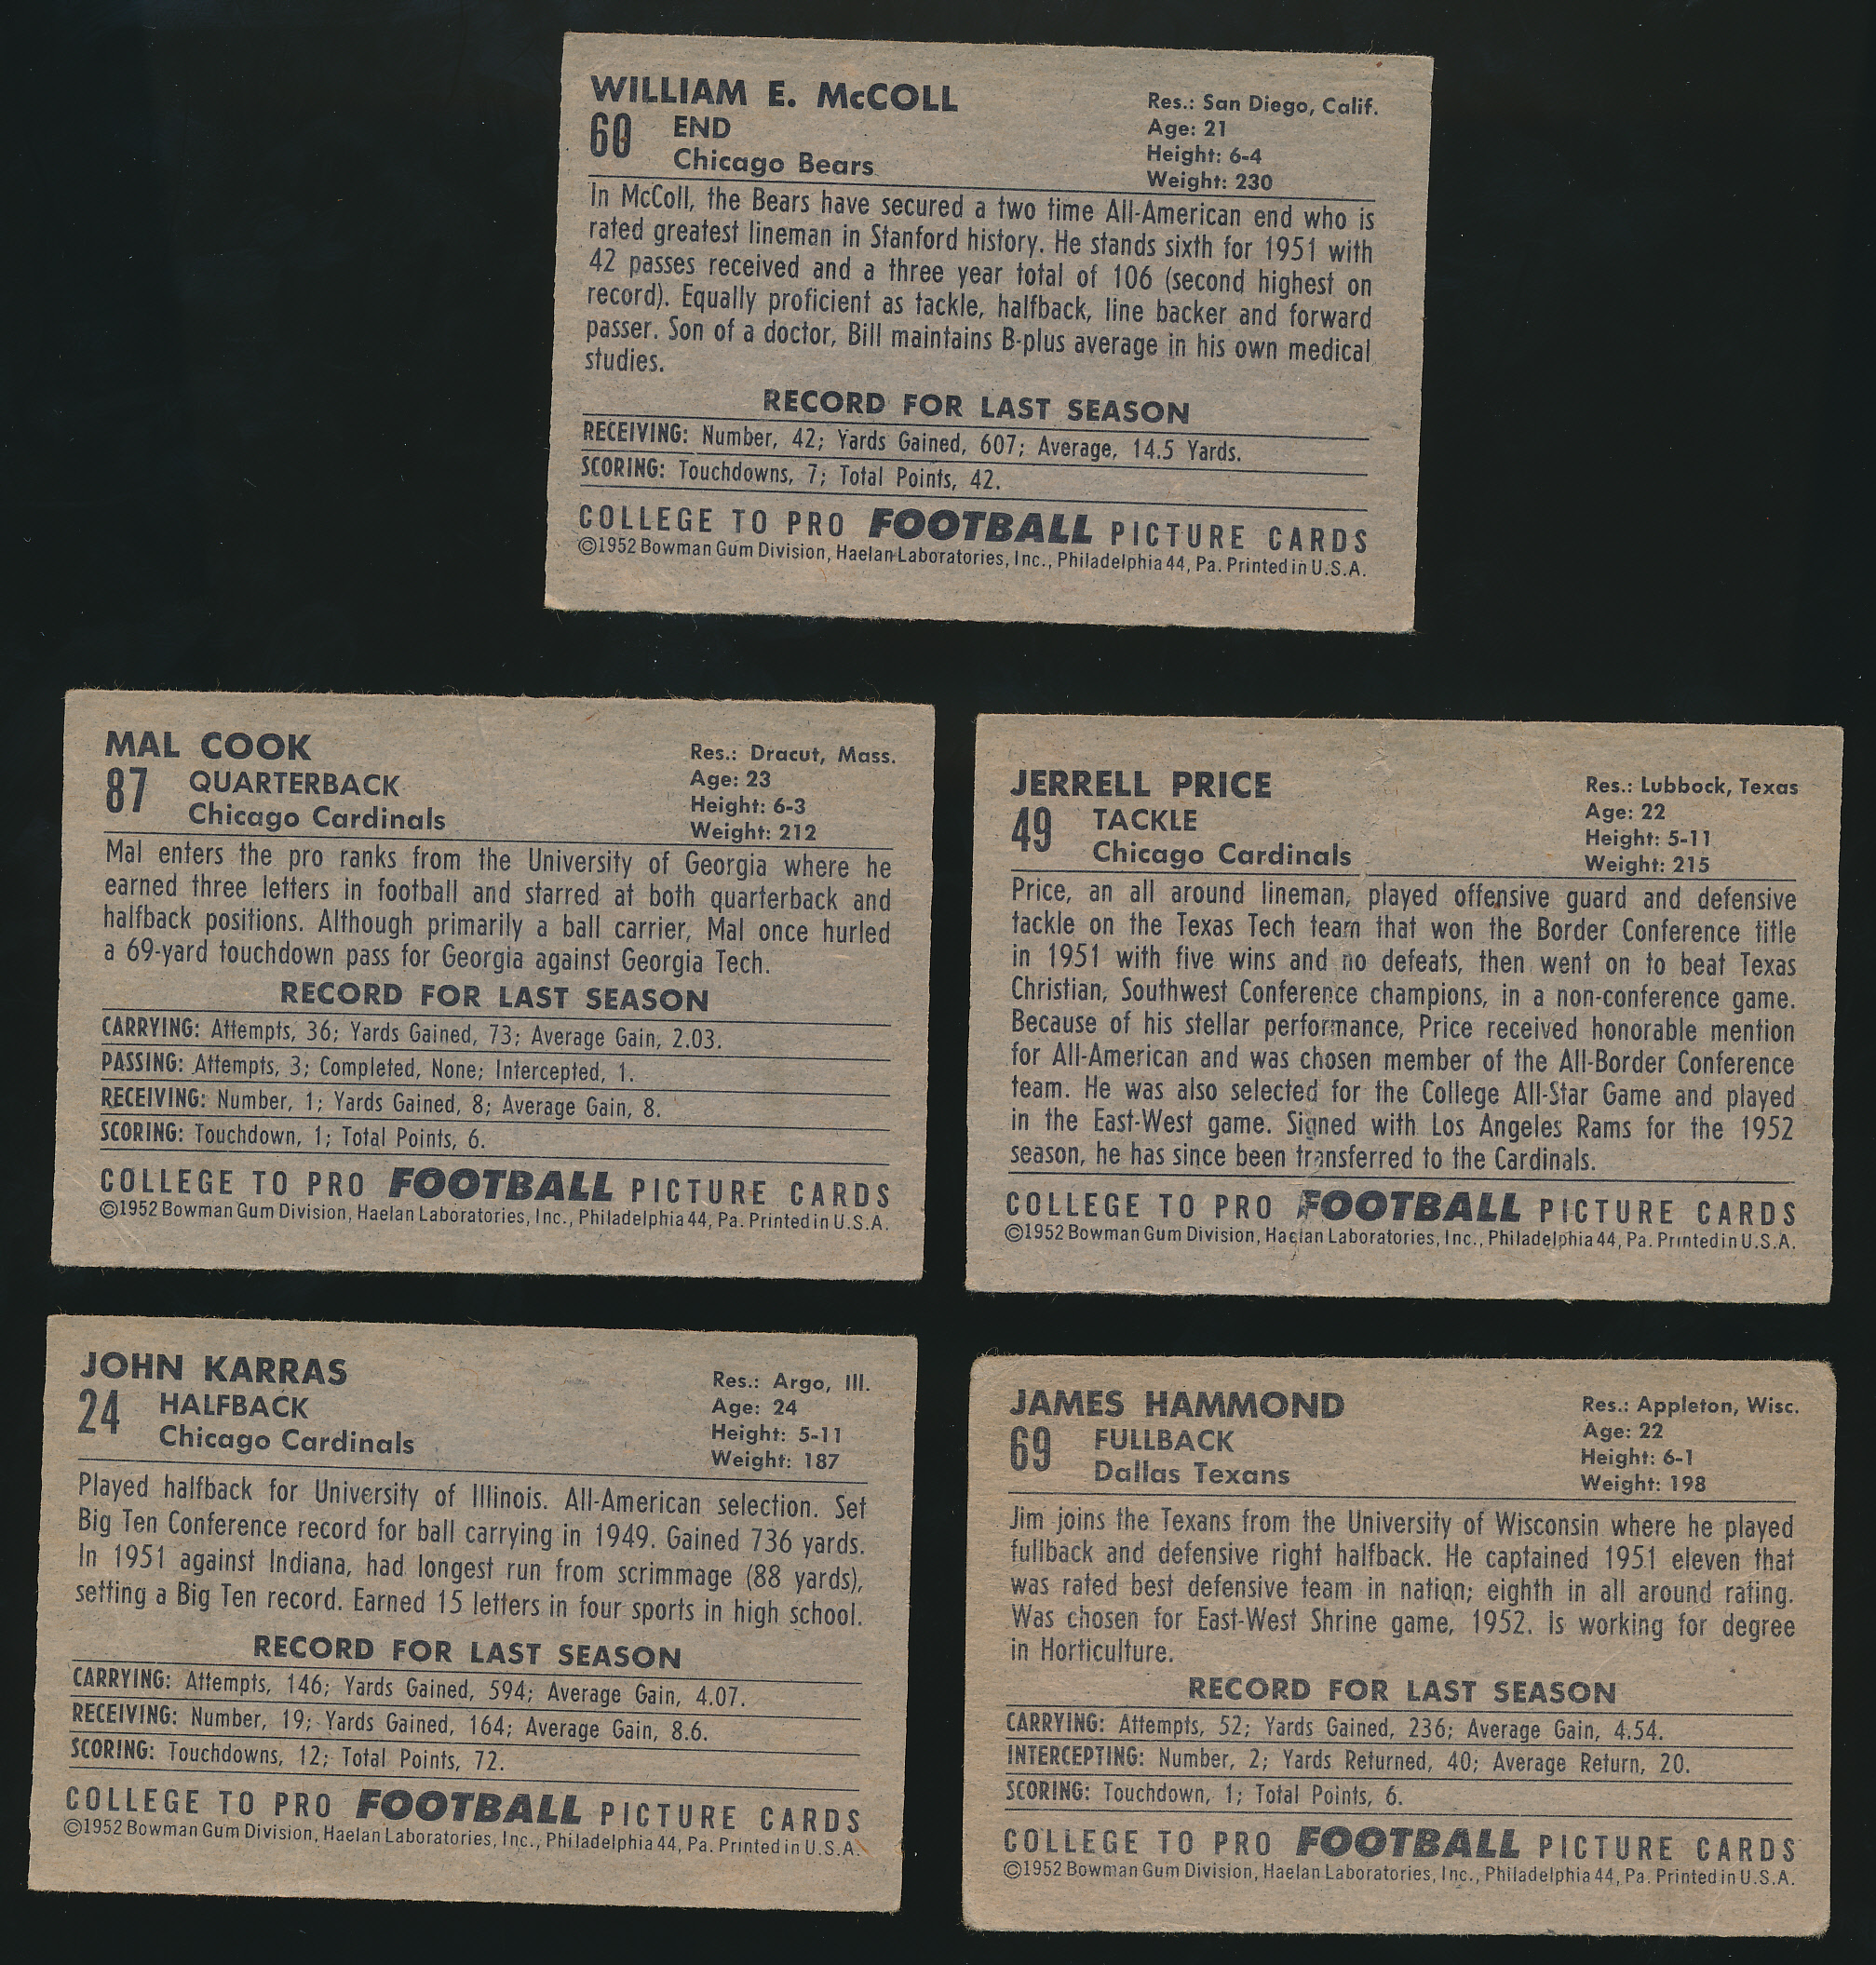 WILLIAM E. McCOLL
60 END
Chicago Bears
Res.: San Diego, Calif.
Age: 21
Height: 6-4
Weight: 230
In McColl, the Bears have secured a two time All-American end who is
rated greatest lineman in Stanford history. He stands sixth for 1951 with
42 passes received and a three year total of 106 (second highest on
record). Equally proficient as tackle, halfback, line backer and forward
passer. Son of a doctor, Bill maintains B-plus average in his own medical
studies.
RECORD FOR LAST SEASON
RECEIVING: Number, 42; Yards Gained, 607; Average, 14.5 Yards.
SCORING: Touchdowns, 7; Total Points, 42.
COLLEGE TO PRO FOOTBALL PICTURE CARDS
©1952 Bowman Gum Division, Haelan Laboratories, Inc., Philadelphia 44, Pa. Printed in U.S.A.
MAL COOK
87 QUARTERBACK
Chicago Cardinals
Res.: Dracut, Mass.
Age: 23
Height: 6-3
Weight: 212
Mal enters the pro ranks from the University of Georgia where he
earned three letters in football and starred at both quarterback and
halfback positions. Although primarily a ball carrier, Mal once hurled
a 69-yard touchdown pass for Georgia against Georgia Tech.
RECORD FOR LAST SEASON
CARRYING: Attempts, 36; Yards Gained, 73; Average Gain, 2.03.
PASSING: Attempts, 3; Completed, None; Intercepted, 1.
RECEIVING: Number, 1; Yards Gained, 8; Average Gain, 8.
SCORING: Touchdown, 1; Total Points, 6.
COLLEGE TO PRO FOOTBALL PICTURE CARDS
©1952 Bowman Gum Division, Haelan Laboratories, Inc., Philadelphia 44, Pa. Printed in U.S.A.
JERRELL PRICE
49 TACKLE
Chicago Cardinals
Res.: Lubbock, Texas
Age: 22
Height: 5-11
Weight: 215
Price, an all around lineman, played offensive guard and defensive
tackle on the Texas Tech team that won the Border Conference title
in 1951 with five wins and no defeats, then went on to beat Texas
Christian, Southwest Conference champions, in a non-conference game.
Because of his stellar performance, Price received honorable mention
for All-American and was chosen member of the All-Border Conference
team. He was also selected for the College All-Star Game and played
in the East-West game. Signed with Los Angeles Rams for the 1952
season, he has since been transferred to the Cardinals.
COLLEGE TO PRO FOOTBALL PICTURE CARDS
©1952 Bowman Gum Division, Haelan Laboratories, Inc., Philadelphia 44, Pa. Printed in U.S.A.
JOHN KARRAS
24 HALFBACK
Chicago Cardinals
Res.: Argo, Ill.
Age: 24
Height: 5-11
Weight: 187
Played halfback for University of Illinois. All-American selection. Set
Big Ten Conference record for ball carrying in 1949. Gained 736 yards.
In 1951 against Indiana, had longest run from scrimmage (88 yards),
setting a Big Ten record. Earned 15 letters in four sports in high school.
RECORD FOR LAST SEASON
CARRYING: Attempts, 146; Yards Gained, 594; Average Gain, 4.07.
RECEIVING: Number, 19; Yards Gained, 164; Average Gain, 8.6.
SCORING: Touchdowns, 12; Total Points, 72.
COLLEGE TO PRO FOOTBALL PICTURE CARDS
©1952 Bowman Gum Division, Haelan Laboratories, Inc., Philadelphia 44, Pa. Printed in U.S.A.
JAMES HAMMOND
69 FULLBACK
Dallas Texans
Res.: Appleton, Wisc.
Age: 22
Height: 6-1
Weight: 198
Jim joins the Texans from the University of Wisconsin where he played
fullback and defensive right halfback. He captained 1951 eleven that
was rated best defensive team in nation; eighth in all around rating.
Was chosen for East-West Shrine game, 1952. Is working for degree
in Horticulture.
RECORD FOR LAST SEASON
CARRYING: Attempts, 52; Yards Gained, 236; Average Gain, 4.54.
INTERCEPTING: Number, 2; Yards Returned, 40; Average Return, 20.
SCORING: Touchdown, 1; Total Points, 6.
COLLEGE TO PRO FOOTBALL PICTURE CARDS
©1952 Bowman Gum Division, Haelan Laboratories, Inc., Philadelphia 44, Pa. Printed in U.S.A.